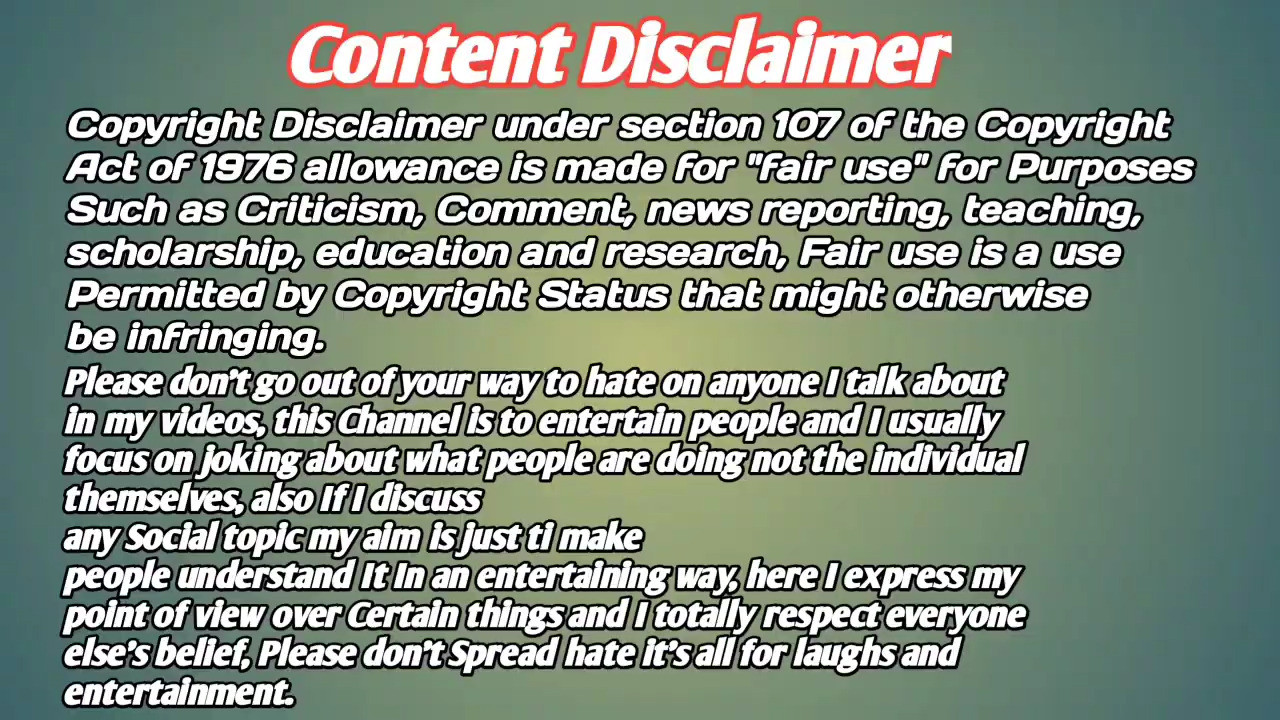 Content Disclaimer
Copyright Disclaimer under section 107 of the Copyright
Act of 1976 allowance is made for "fair use" for Purposes
Such as Criticism, Comment, news reporting, teaching,
scholarship, education and research, Fair use is a use
Permitted by Copyright Status that might otherwise
be infringing.
Please don't go out of your way to hate on anyone I talk about
in my videos, this Channel is to entertain people and I usually
focus on joking about what people are doing not the individual
themselves, also If I discuss
any Social topic my aim is just ti make
people understand It In an entertaining way, here I express my
point of view over Certain things and I totally respect everyone
else's belief, Please don't Spread hate it's all for laughs and
entertainment.